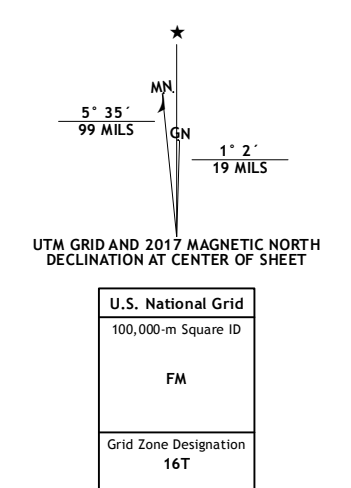 ★
MN
5° 35´
99 MILS
GN
1° 2´
19 MILS
UTM GRID AND 2017 MAGNETIC NORTH
DECLINATION AT CENTER OF SHEET
U.S. National Grid
100,000-m Square ID
FM
Grid Zone Designation
16T